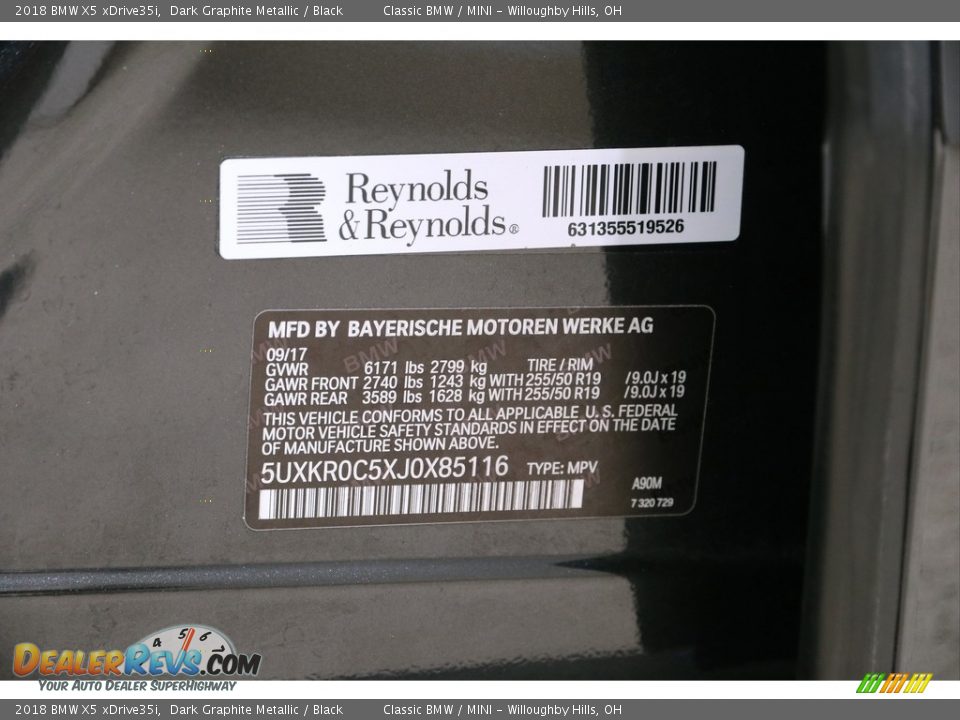 2018 BMW X5 xDrive35i, Dark Graphite Metallic / Black Classic BMW / MINI - Willoughby Hills, OH
Reynolds
&Reynolds®
631355519526
MFD BY BAYERISCHE MOTOREN WERKE AG
09/17
GVWR 6171 lbs 2799 kg TIRE / RIM
GAWR FRONT 2740 lbs 1243 kg WITH 255/50 R19 /9.0J x 19
GAWR REAR 3589 lbs 1628 kg WITH 255/50 R19 /9.0J x 19
THIS VEHICLE CONFORMS TO ALL APPLICABLE U.S. FEDERAL
MOTOR VEHICLE SAFETY STANDARDS IN EFFECT ON THE DATE
OF MANUFACTURE SHOWN ABOVE.
5UXKR0C5XJ0X85116 TYPE: MPV
A90M
7 320 729
4 5 6
DEALERREVS.COM
YOUR AUTO DEALER SUPERHIGHWAY
2018 BMW X5 xDrive35i, Dark Graphite Metallic / Black Classic BMW / MINI - Willoughby Hills, OH